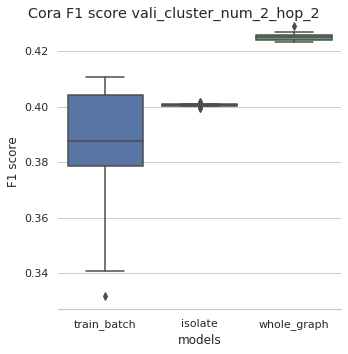 Cora F1 score vali_cluster_num_2_hop_2
0.42
0.40
0.38
0.36
0.34
F1 score
train_batch
isolate
whole_graph
models